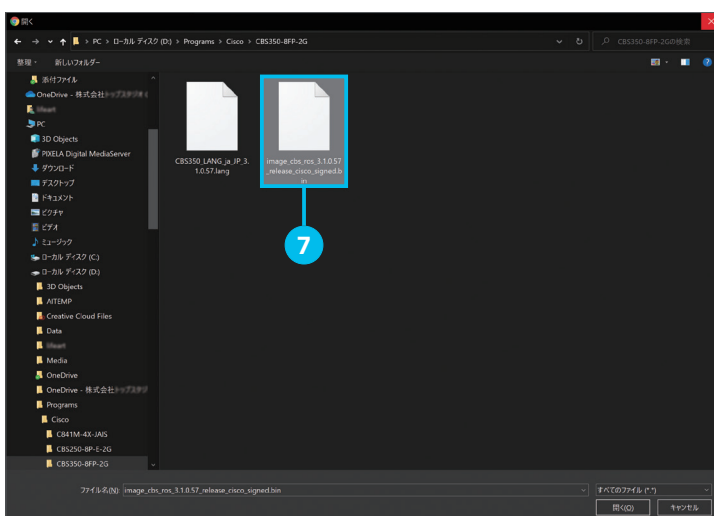 開く
PC › ローカル ディスク (D:) › Programs › Cisco › CBS350-8FP-2G
CBS350-8FP-2Gの検索
整理
新しいフォルダー
添付ファイル
OneDrive - 株式会社
PC
3D Objects
PIXELA Digital MediaServer
ダウンロード
デスクトップ
ドキュメント
ピクチャ
ビデオ
ミュージック
ローカル ディスク (C:)
ローカル ディスク (D:)
3D Objects
AITEMP
Creative Cloud Files
Data
Media
OneDrive
OneDrive - 株式会社
Programs
Cisco
C841M-4X-JAIS
CBS250-8P-E-2G
CBS350-8FP-2G
CBS350_LANG_ja_JP_3.
1.0.57.lang
image_cbs_ros_3.1.0.57
_release_cisco_signed.b
in
7
ファイル名(N):
image_cbs_ros_3.1.0.57_release_cisco_signed.bin
すべてのファイル (*.*)
開く(O)
キャンセル